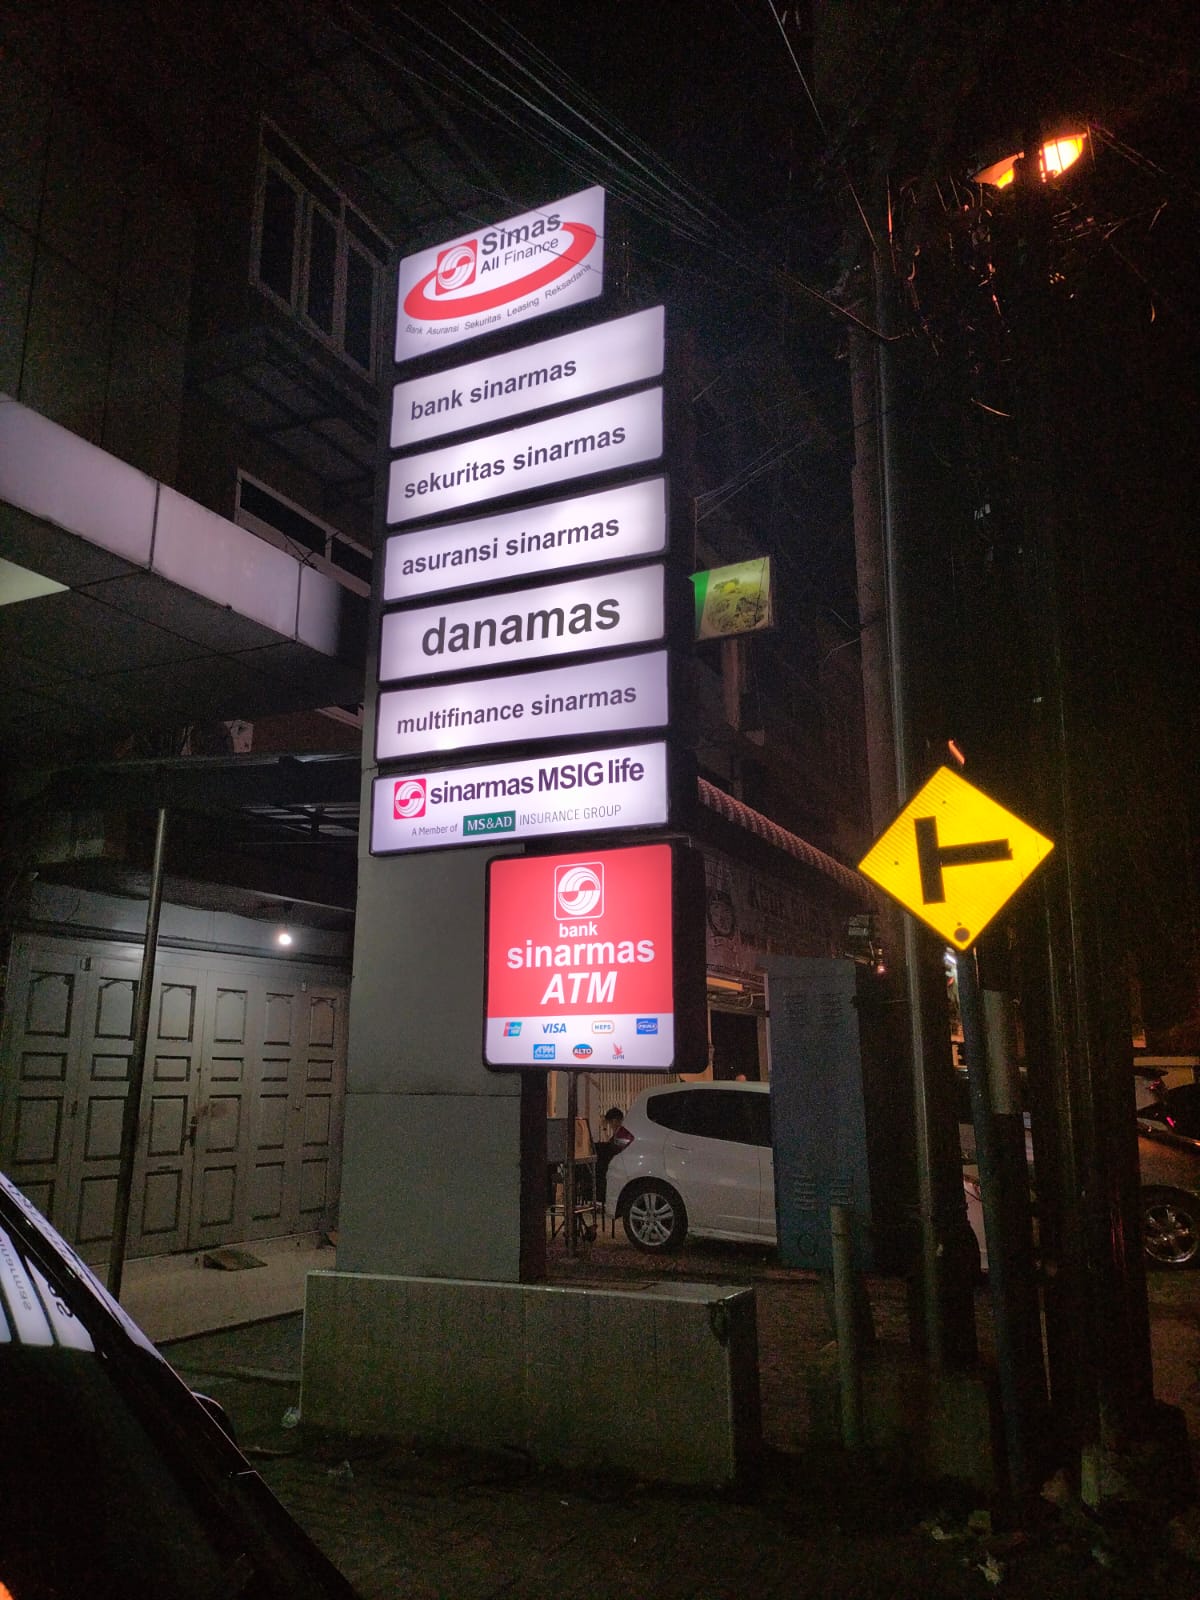 Simas
All Finance
Bank Asuransi Sekuritas Leasing Reksadana
bank sinarmas
sekuritas sinarmas
asuransi sinarmas
danamas
multifinance sinarmas
sinarmas MSIG life
A Member of MS&AD INSURANCE GROUP
bank
sinarmas
ATM
VISA
ALTO
GPN